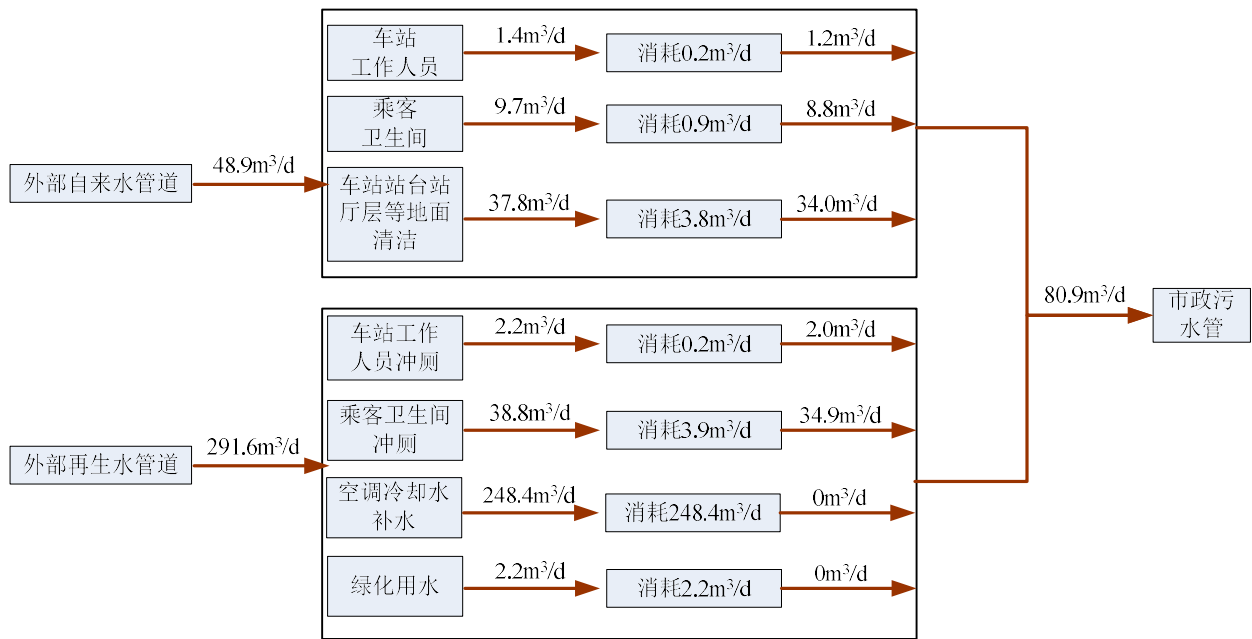 车站
工作人员
1.4m³/d
消耗0.2m³/d
1.2m³/d
乘客
卫生间
9.7m³/d
消耗0.9m³/d
8.8m³/d
外部自来水管道
48.9m³/d
车站站台站
厅层等地面
清洁
37.8m³/d
消耗3.8m³/d
34.0m³/d
80.9m³/d
市政污
水管
车站工作
人员冲厕
2.2m³/d
消耗0.2m³/d
2.0m³/d
乘客卫生间
冲厕
38.8m³/d
消耗3.9m³/d
34.9m³/d
外部再生水管道
291.6m³/d
空调冷却水
补水
248.4m³/d
消耗248.4m³/d
0m³/d
绿化用水
2.2m³/d
消耗2.2m³/d
0m³/d